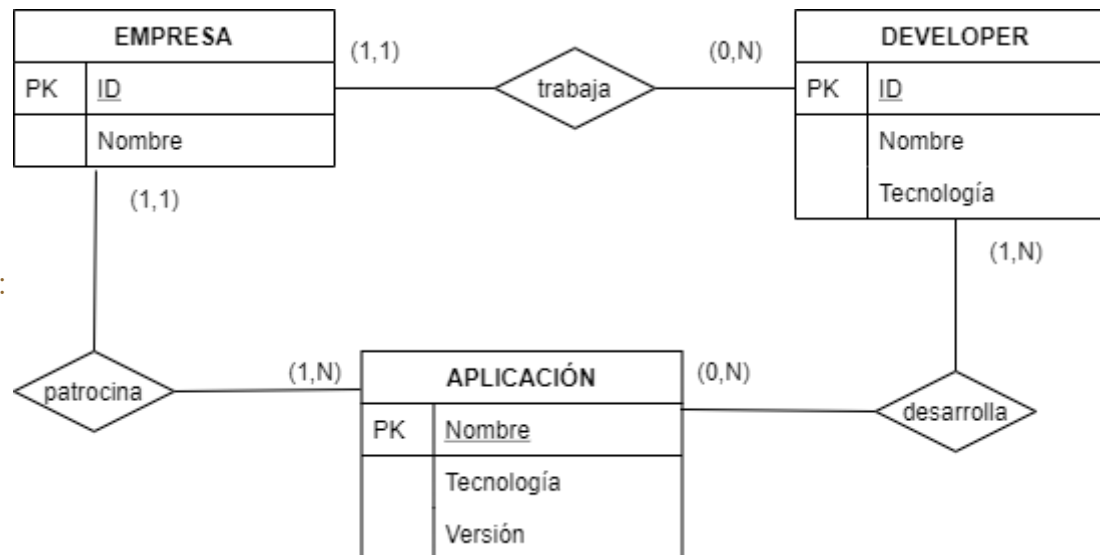 EMPRESA
PK ID
Nombre
(1,1)
trabaja
(0,N)
DEVELOPER
PK ID
Nombre
Tecnología
(1,1)
(1,N)
:
patrocina
(1,N)
APLICACIÓN
PK Nombre
Tecnología
Versión
(0,N)
desarrolla